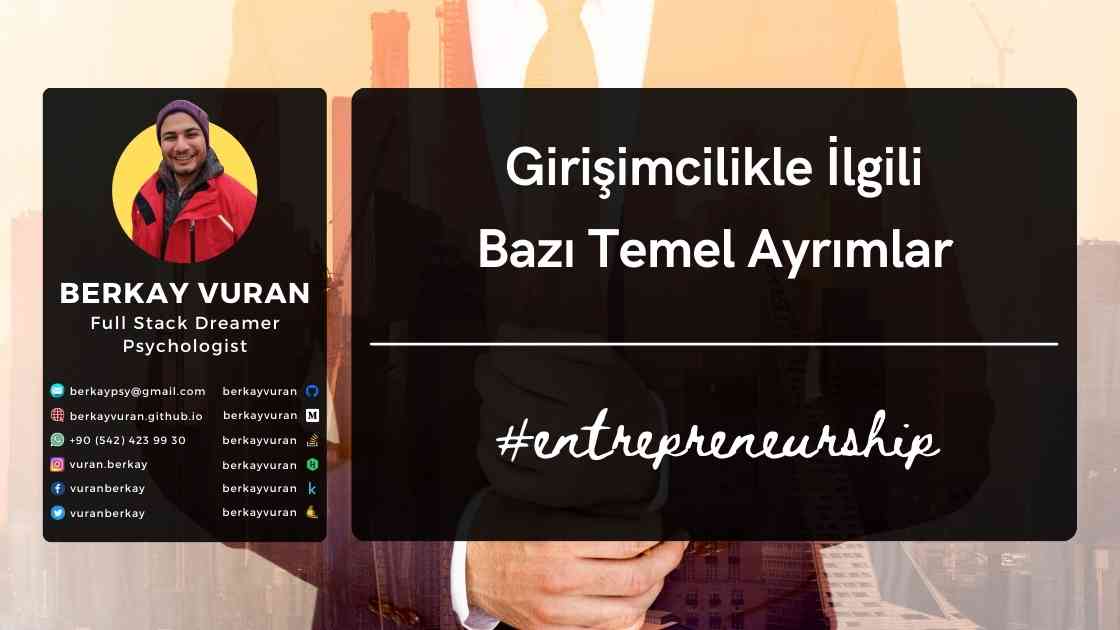 BERKAY VURAN
Full Stack Dreamer
Psychologist
berkaypsy@gmail.com
berkayvuran
berkayvuran.github.io
berkayvuran
+90 (542) 423 99 30
berkayvuran
vuran.berkay
berkayvuran
vuranberkay
berkayvuran
vuranberkay
berkayvuran
Girişimcilikle İlgili
Bazı Temel Ayrımlar
#entrepreneurship